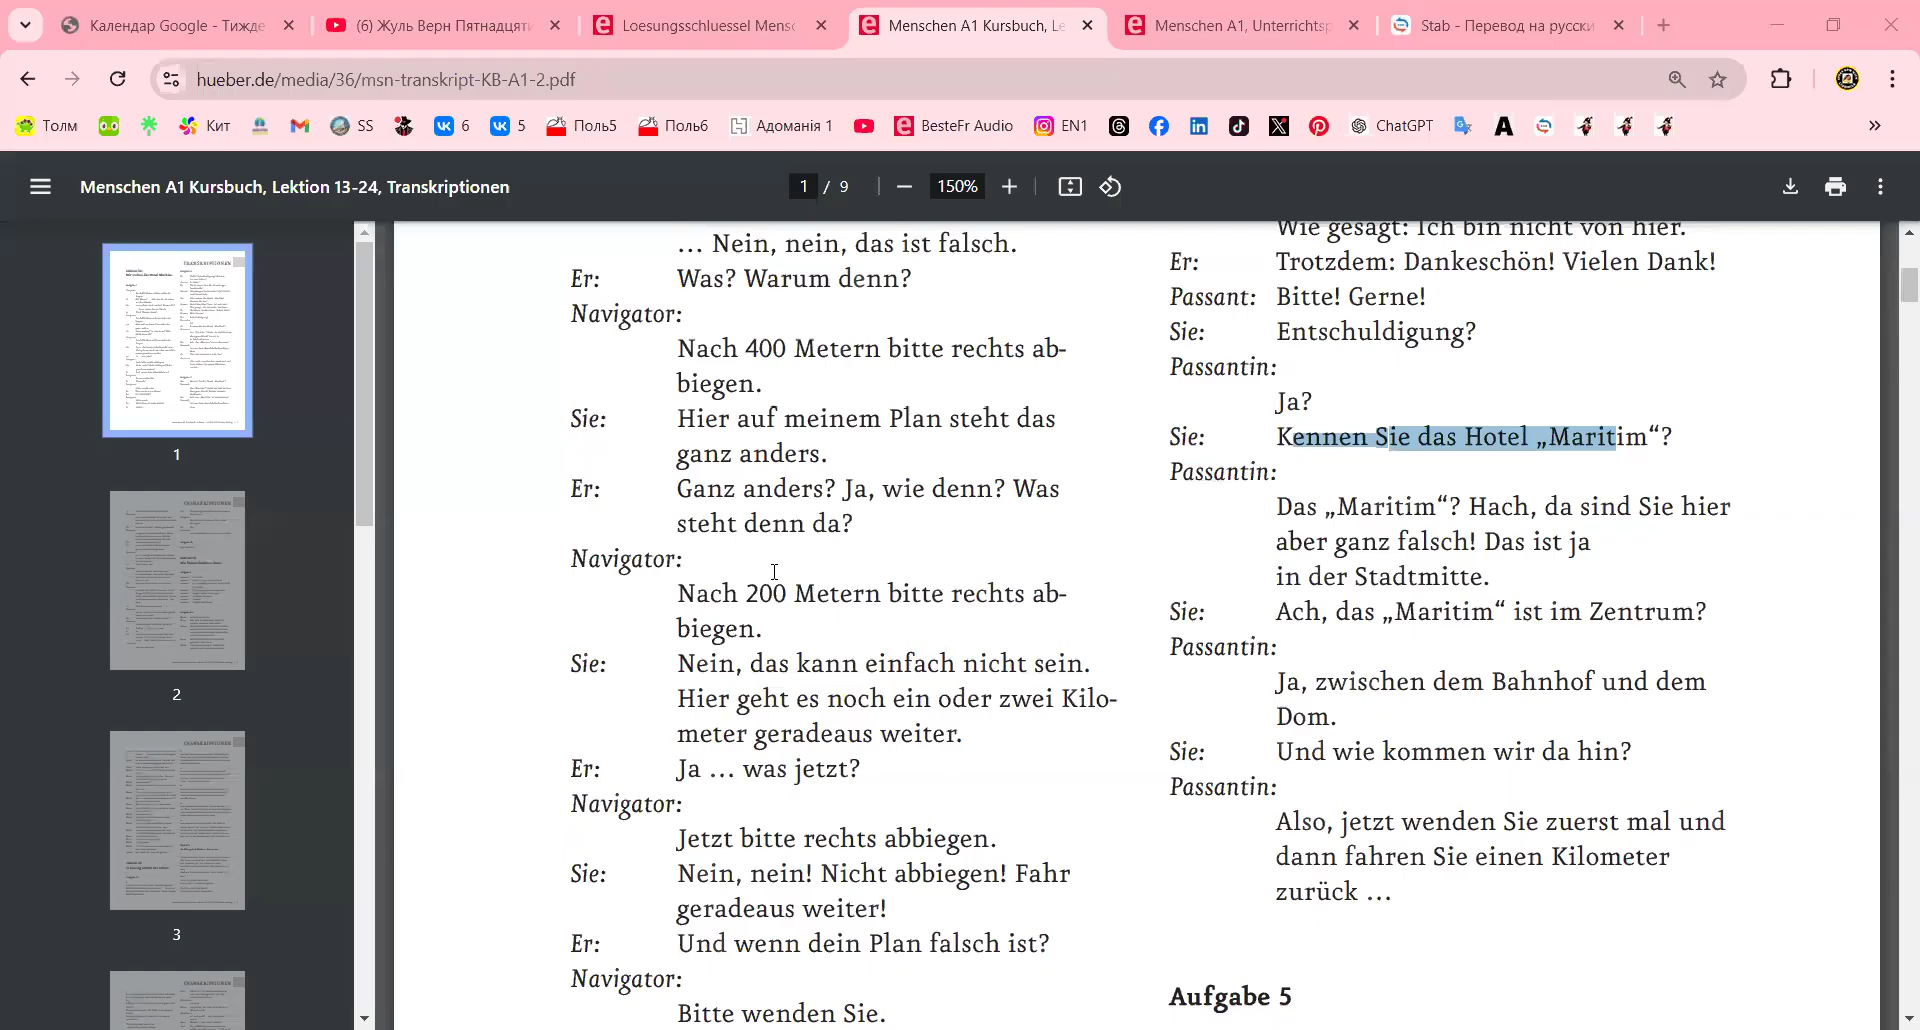 Календар Google - Тижде
(6) Жуль Верн Пятнадцяти
Loesungsschluessel Mensc
Menschen A1 Kursbuch, Le
Menschen A1, Unterrichtsp
Stab - Перевод на русски
hueber.de/media/36/msn-transkript-KB-A1-2.pdf
Толм
Кит
SS
6
5
Поль5
Поль6
Адоманія 1
BesteFr Audio
EN1
ChatGPT
Menschen A1 Kursbuch, Lektion 13-24, Transkriptionen
1 / 9
150%
1
2
3
… Nein, nein, das ist falsch.
Er: Was? Warum denn?
Navigator:
Nach 400 Metern bitte rechts ab-
biegen.
Sie: Hier auf meinem Plan steht das
ganz anders.
Er: Ganz anders? Ja, wie denn? Was
steht denn da?
Navigator:
Nach 200 Metern bitte rechts ab-
biegen.
Sie: Nein, das kann einfach nicht sein.
Hier geht es noch ein oder zwei Kilo-
meter geradeaus weiter.
Er: Ja … was jetzt?
Navigator:
Jetzt bitte rechts abbiegen.
Sie: Nein, nein! Nicht abbiegen! Fahr
geradeaus weiter!
Er: Und wenn dein Plan falsch ist?
Navigator:
Bitte wenden Sie.
Wie gesagt: Ich bin nicht von hier.
Er: Trotzdem: Dankeschön! Vielen Dank!
Passant: Bitte! Gerne!
Sie: Entschuldigung?
Passantin:
Ja?
Sie: Kennen Sie das Hotel „Maritim“?
Passantin:
Das „Maritim“? Hach, da sind Sie hier
aber ganz falsch! Das ist ja
in der Stadtmitte.
Sie: Ach, das „Maritim“ ist im Zentrum?
Passantin:
Ja, zwischen dem Bahnhof und dem
Dom.
Sie: Und wie kommen wir da hin?
Passantin:
Also, jetzt wenden Sie zuerst mal und
dann fahren Sie einen Kilometer
zurück …
Aufgabe 5